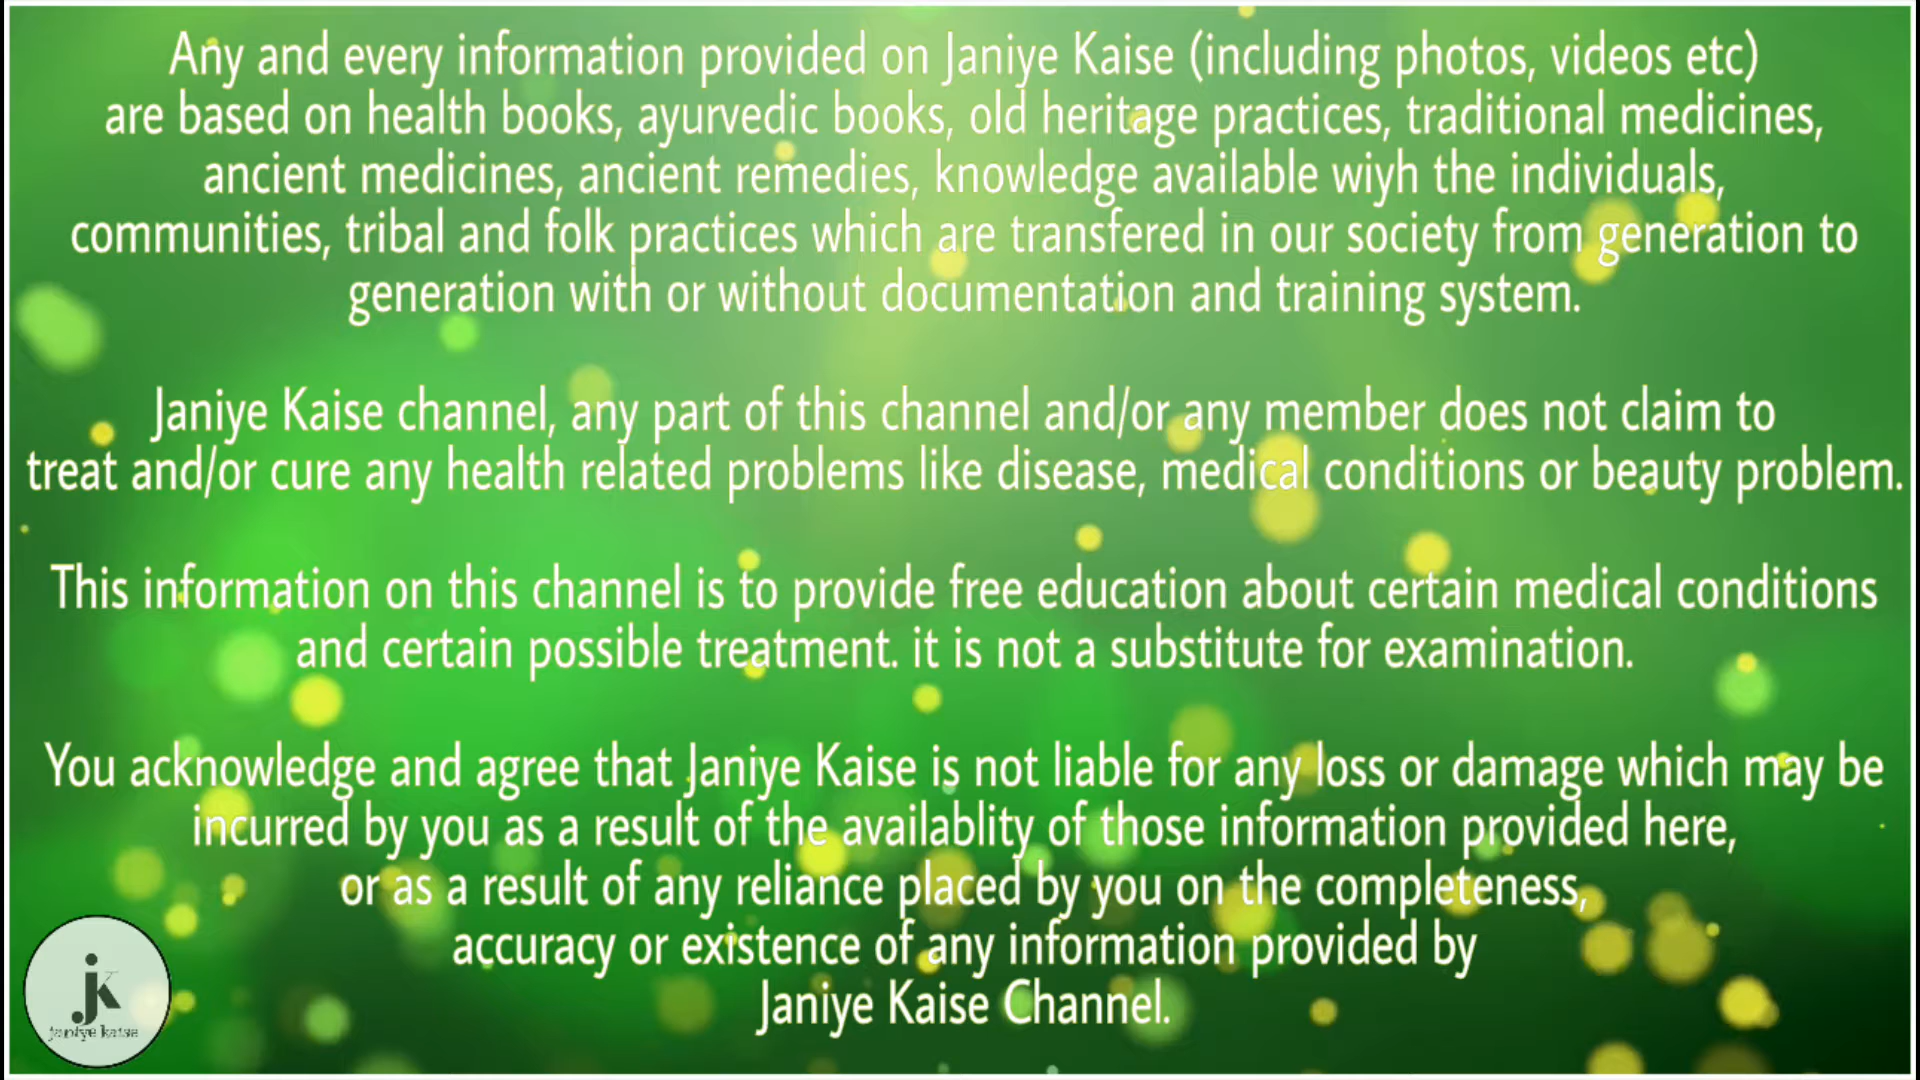 Any and every information provided on Janiye Kaise (including photos, videos etc)
are based on health books, ayurvedic books, old heritage practices, traditional medicines,
ancient medicines, ancient remedies, knowledge available wiyh the individuals,
communities, tribal and folk practices which are transfered in our society from generation to
generation with or without documentation and training system.
Janiye Kaise channel, any part of this channel and/or any member does not claim to
treat and/or cure any health related problems like disease, medical conditions or beauty problem.
This information on this channel is to provide free education about certain medical conditions
and certain possible treatment. it is not a substitute for examination.
You acknowledge and agree that Janiye Kaise is not liable for any loss or damage which may be
incurred by you as a result of the availablity of those information provided here,
or as a result of any reliance placed by you on the completeness,
accuracy or existence of any information provided by
Janiye Kaise Channel.
jk
janiye kaise